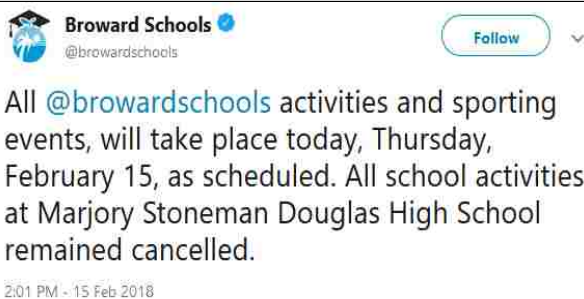 Broward Schools
@browardschools
Follow
All @browardschools activities and sporting
events, will take place today, Thursday,
February 15, as scheduled. All school activities
at Marjory Stoneman Douglas High School
remained cancelled.
2:01 PM - 15 Feb 2018